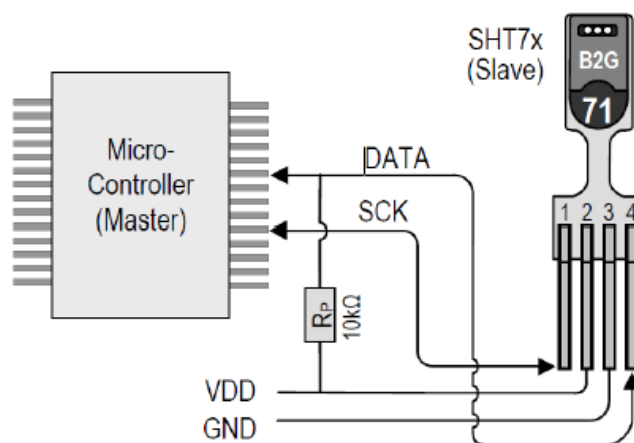 SHT7x
(Slave)
B2G
71
Micro-
Controller
(Master)
DATA
SCK
1 2 3 4
RP
10kΩ
VDD
GND